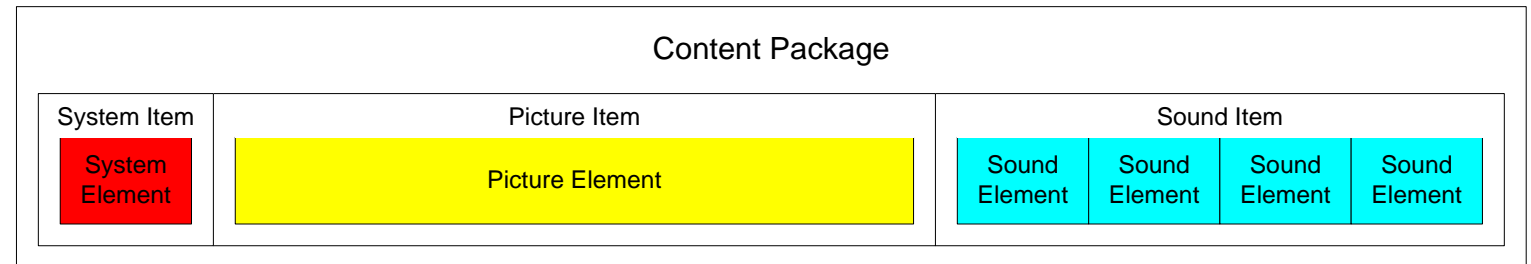 Content Package
System Item
Picture Item
Sound Item
System
Element
Picture Element
Sound
Element
Sound
Element
Sound
Element
Sound
Element